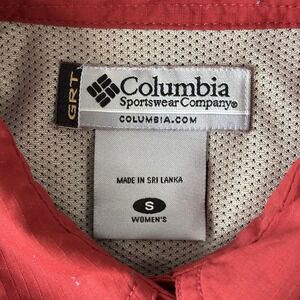 GRT
Columbia
Sportswear Company®
COLUMBIA.COM
MADE IN SRI LANKA
S
WOMEN'S